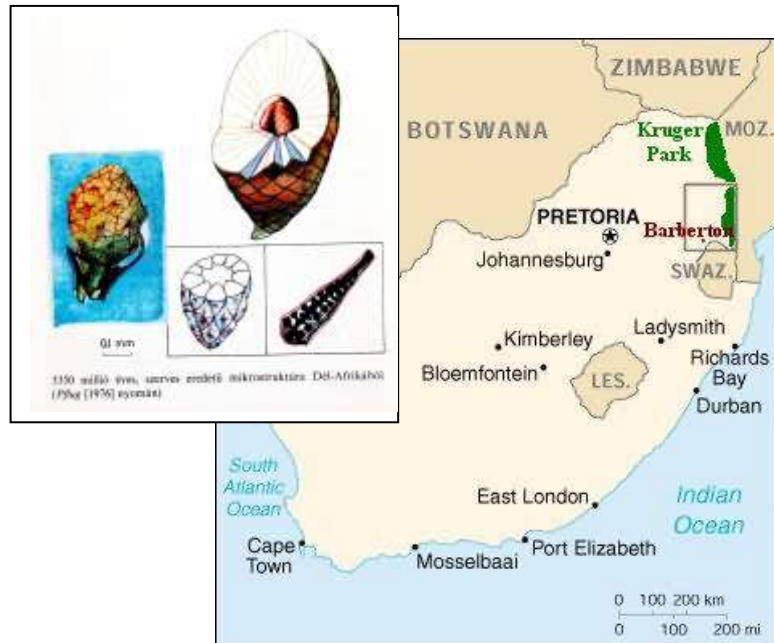 0,1 mm
3350 millió éves, szerves eredetű mikrostruktúra Dél-Afrikából
(Pflug [1976] nyomán)
ZIMBABWE
BOTSWANA
Kruger
Park
MOZ.
PRETORIA
Barberton
Johannesburg
SWAZ.
Kimberley
Ladysmith
Bloemfontein
LES.
Richards
Bay
Durban
South
Atlantic
Ocean
East London
Indian
Ocean
Cape
Town
Mosselbaai
Port Elizabeth
0 100 200 km
0 100 200 mi